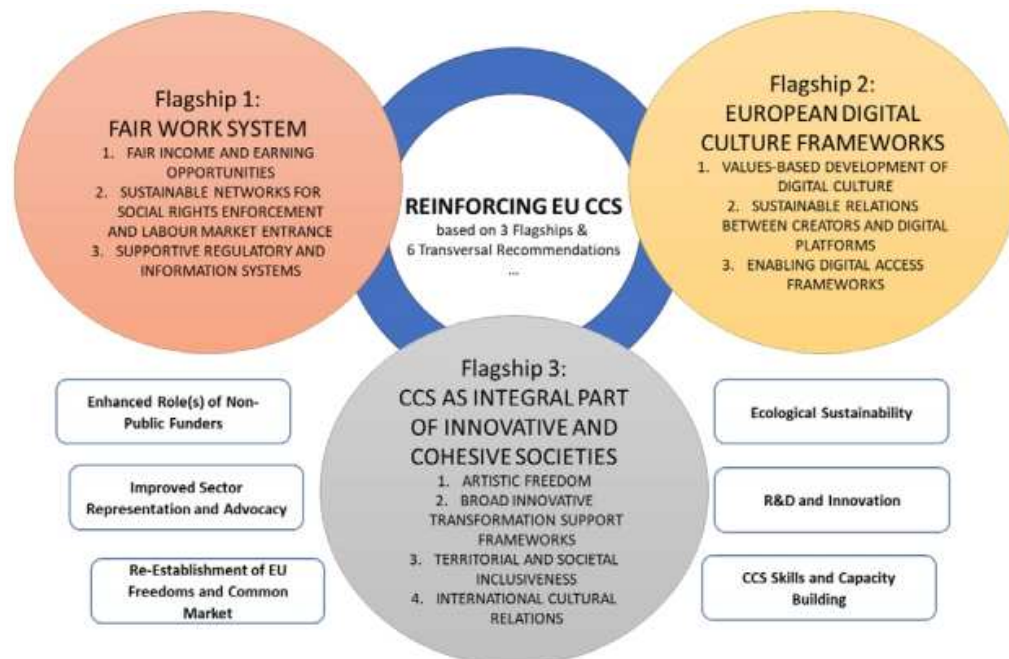 Flagship 1:
FAIR WORK SYSTEM
1. FAIR INCOME AND EARNING
OPPORTUNITIES
2. SUSTAINABLE NETWORKS FOR
SOCIAL RIGHTS ENFORCEMENT
AND LABOUR MARKET ENTRANCE
3. SUPPORTIVE REGULATORY AND
INFORMATION SYSTEMS
REINFORCING EU CCS
based on 3 Flagships &
6 Transversal Recommendations
...
Flagship 2:
EUROPEAN DIGITAL
CULTURE FRAMEWORKS
1. VALUES-BASED DEVELOPMENT OF
DIGITAL CULTURE
2. SUSTAINABLE RELATIONS
BETWEEN CREATORS AND DIGITAL
PLATFORMS
3. ENABLING DIGITAL ACCESS
FRAMEWORKS
Flagship 3:
CCS AS INTEGRAL PART
OF INNOVATIVE AND
COHESIVE SOCIETIES
1. ARTISTIC FREEDOM
2. BROAD INNOVATIVE
TRANSFORMATION SUPPORT
FRAMEWORKS
3. TERRITORIAL AND SOCIETAL
INCLUSIVENESS
4. INTERNATIONAL CULTURAL
RELATIONS
Enhanced Role(s) of Non-
Public Funders
Improved Sector
Representation and Advocacy
Re-Establishment of EU
Freedoms and Common
Market
Ecological Sustainability
R&D and Innovation
CCS Skills and Capacity
Building